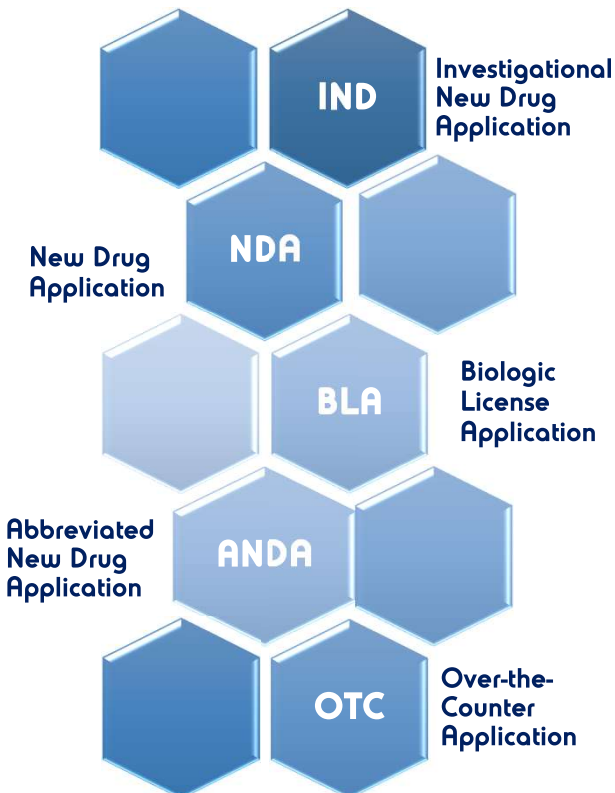 IND
Investigational
New Drug
Application
New Drug
Application
NDA
BLA
Biologic
License
Application
Abbreviated
New Drug
Application
ANDA
OTC
Over-the-
Counter
Application